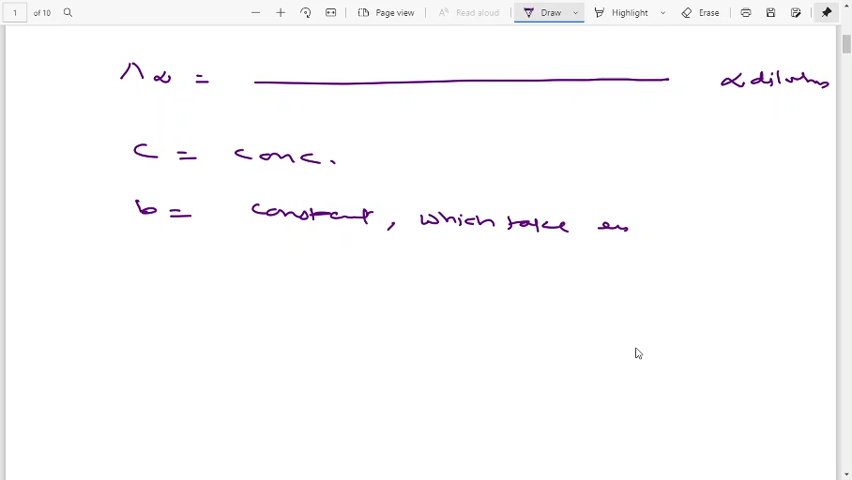 1 of 10 Page view Read aloud Draw Highlight Erase
Λ∞ = ∞ dilution
C = conc.
b = constant, which take